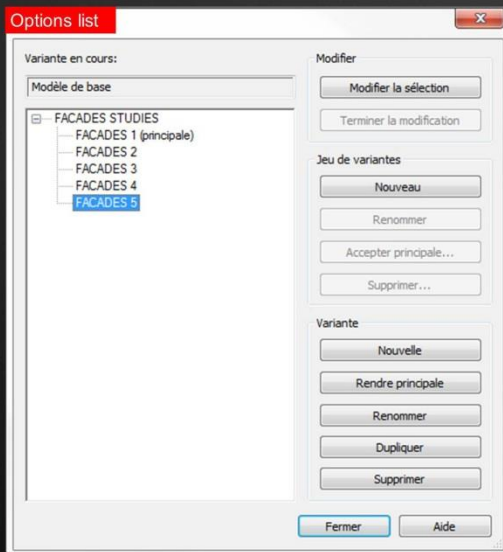 Options list
Variante en cours:
Modèle de base
FACADES STUDIES
FACADES 1 (principale)
FACADES 2
FACADES 3
FACADES 4
FACADES 5
Modifier
Modifier la sélection
Terminer la modification
Jeu de variantes
Nouveau
Renommer
Accepter principale...
Supprimer...
Variante
Nouvelle
Rendre principale
Renommer
Dupliquer
Supprimer
Fermer
Aide